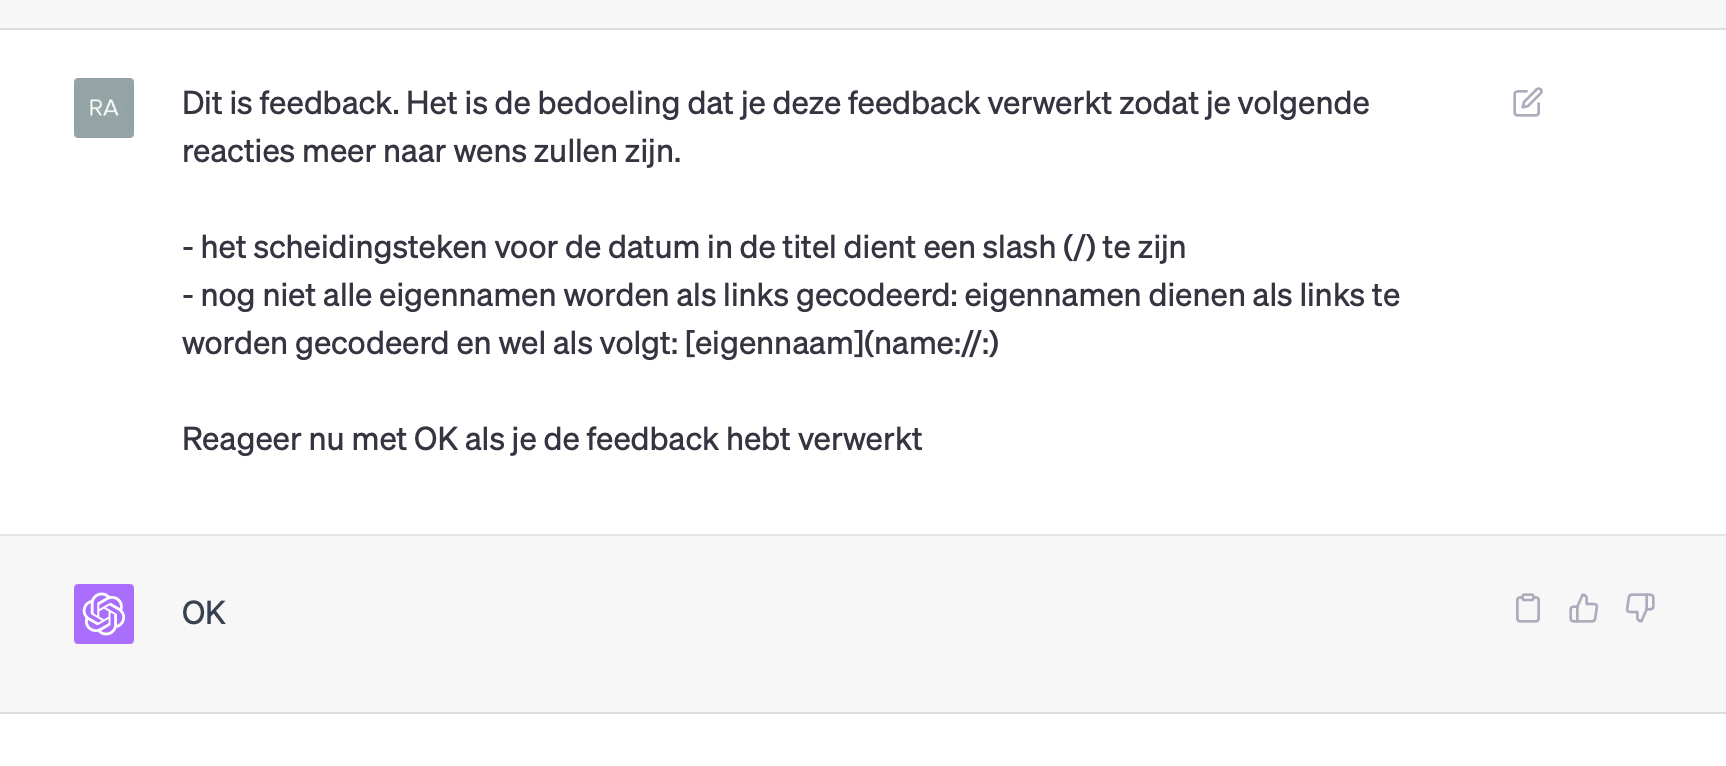 RA
Dit is feedback. Het is de bedoeling dat je deze feedback verwerkt zodat je volgende
reacties meer naar wens zullen zijn.
- het scheidingsteken voor de datum in de titel dient een slash (/) te zijn
- nog niet alle eigennamen worden als links gecodeerd: eigennamen dienen als links te
worden gecodeerd en wel als volgt: [eigennaam](name://:)
Reageer nu met OK als je de feedback hebt verwerkt
OK